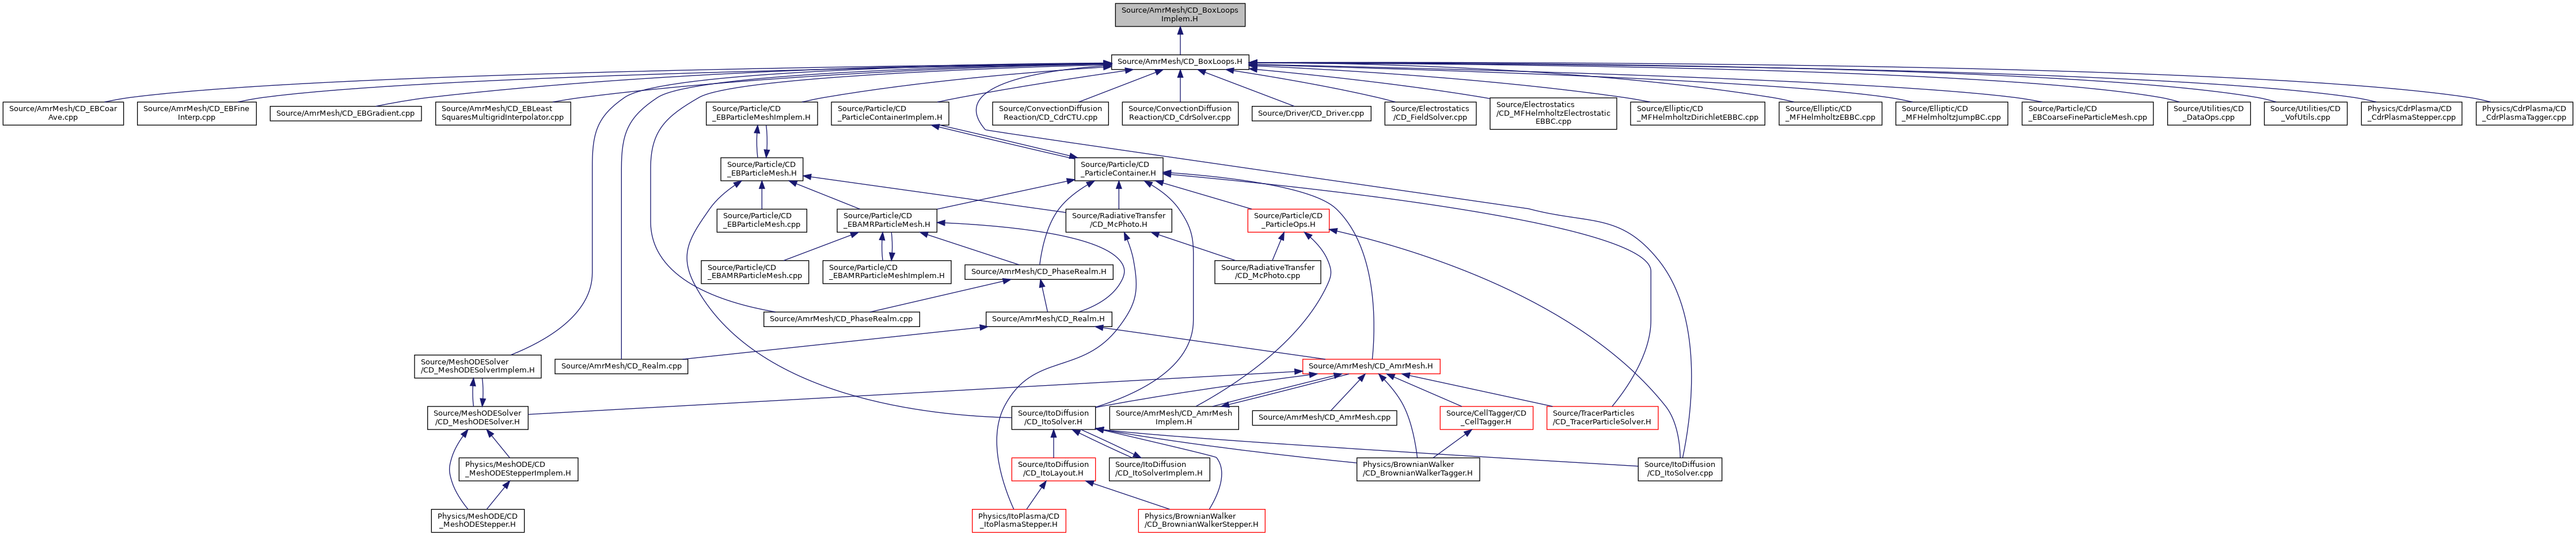 Source/AmrMesh/CD_BoxLoops
Implem.H
Source/AmrMesh/CD_BoxLoops.H
Source/AmrMesh/CD_EBCoar
Ave.cpp
Source/AmrMesh/CD_EBFine
Interp.cpp
Source/AmrMesh/CD_EBGradient.cpp
Source/AmrMesh/CD_EBLeast
SquaresMultigridInterpolator.cpp
Source/Particle/CD
_EBParticleMeshImplem.H
Source/Particle/CD
_ParticleContainerImplem.H
Source/ConvectionDiffusion
Reaction/CD_CdrCTU.cpp
Source/ConvectionDiffusion
Reaction/CD_CdrSolver.cpp
Source/Driver/CD_Driver.cpp
Source/Electrostatics
/CD_FieldSolver.cpp
Source/Electrostatics
/CD_MFHelmholtzElectrostatic
EBBC.cpp
Source/Elliptic/CD
_MFHelmholtzDirichletEBBC.cpp
Source/Elliptic/CD
_MFHelmholtzEBBC.cpp
Source/Elliptic/CD
_MFHelmholtzJumpBC.cpp
Source/Particle/CD
_EBCoarseFineParticleMesh.cpp
Source/Utilities/CD
_DataOps.cpp
Source/Utilities/CD
_VofUtils.cpp
Physics/CdrPlasma/CD
_CdrPlasmaStepper.cpp
Physics/CdrPlasma/CD
_CdrPlasmaTagger.cpp
Source/Particle/CD
_EBParticleMesh.H
Source/Particle/CD
_ParticleContainer.H
Source/Particle/CD
_EBParticleMesh.cpp
Source/Particle/CD
_EBAMRParticleMesh.H
Source/RadiativeTransfer
/CD_McPhoto.H
Source/Particle/CD
_ParticleOps.H
Source/Particle/CD
_EBAMRParticleMesh.cpp
Source/Particle/CD
_EBAMRParticleMeshImplem.H
Source/AmrMesh/CD_PhaseRealm.H
Source/RadiativeTransfer
/CD_McPhoto.cpp
Source/AmrMesh/CD_PhaseRealm.cpp
Source/AmrMesh/CD_Realm.H
Source/MeshODESolver
/CD_MeshODESolverImplem.H
Source/AmrMesh/CD_Realm.cpp
Source/AmrMesh/CD_AmrMesh.H
Source/MeshODESolver
/CD_MeshODESolver.H
Source/ItoDiffusion
/CD_ItoSolver.H
Source/AmrMesh/CD_AmrMesh
Implem.H
Source/AmrMesh/CD_AmrMesh.cpp
Source/CellTagger/CD
_CellTagger.H
Source/TracerParticles
/CD_TracerParticleSolver.H
Physics/MeshODE/CD
_MeshODEStepperImplem.H
Source/ItoDiffusion
/CD_ItoLayout.H
Source/ItoDiffusion
/CD_ItoSolverImplem.H
Physics/BrownianWalker
/CD_BrownianWalkerTagger.H
Source/ItoDiffusion
/CD_ItoSolver.cpp
Physics/MeshODE/CD
_MeshODEStepper.H
Physics/ItoPlasma/CD
_ItoPlasmaStepper.H
Physics/BrownianWalker
/CD_BrownianWalkerStepper.H